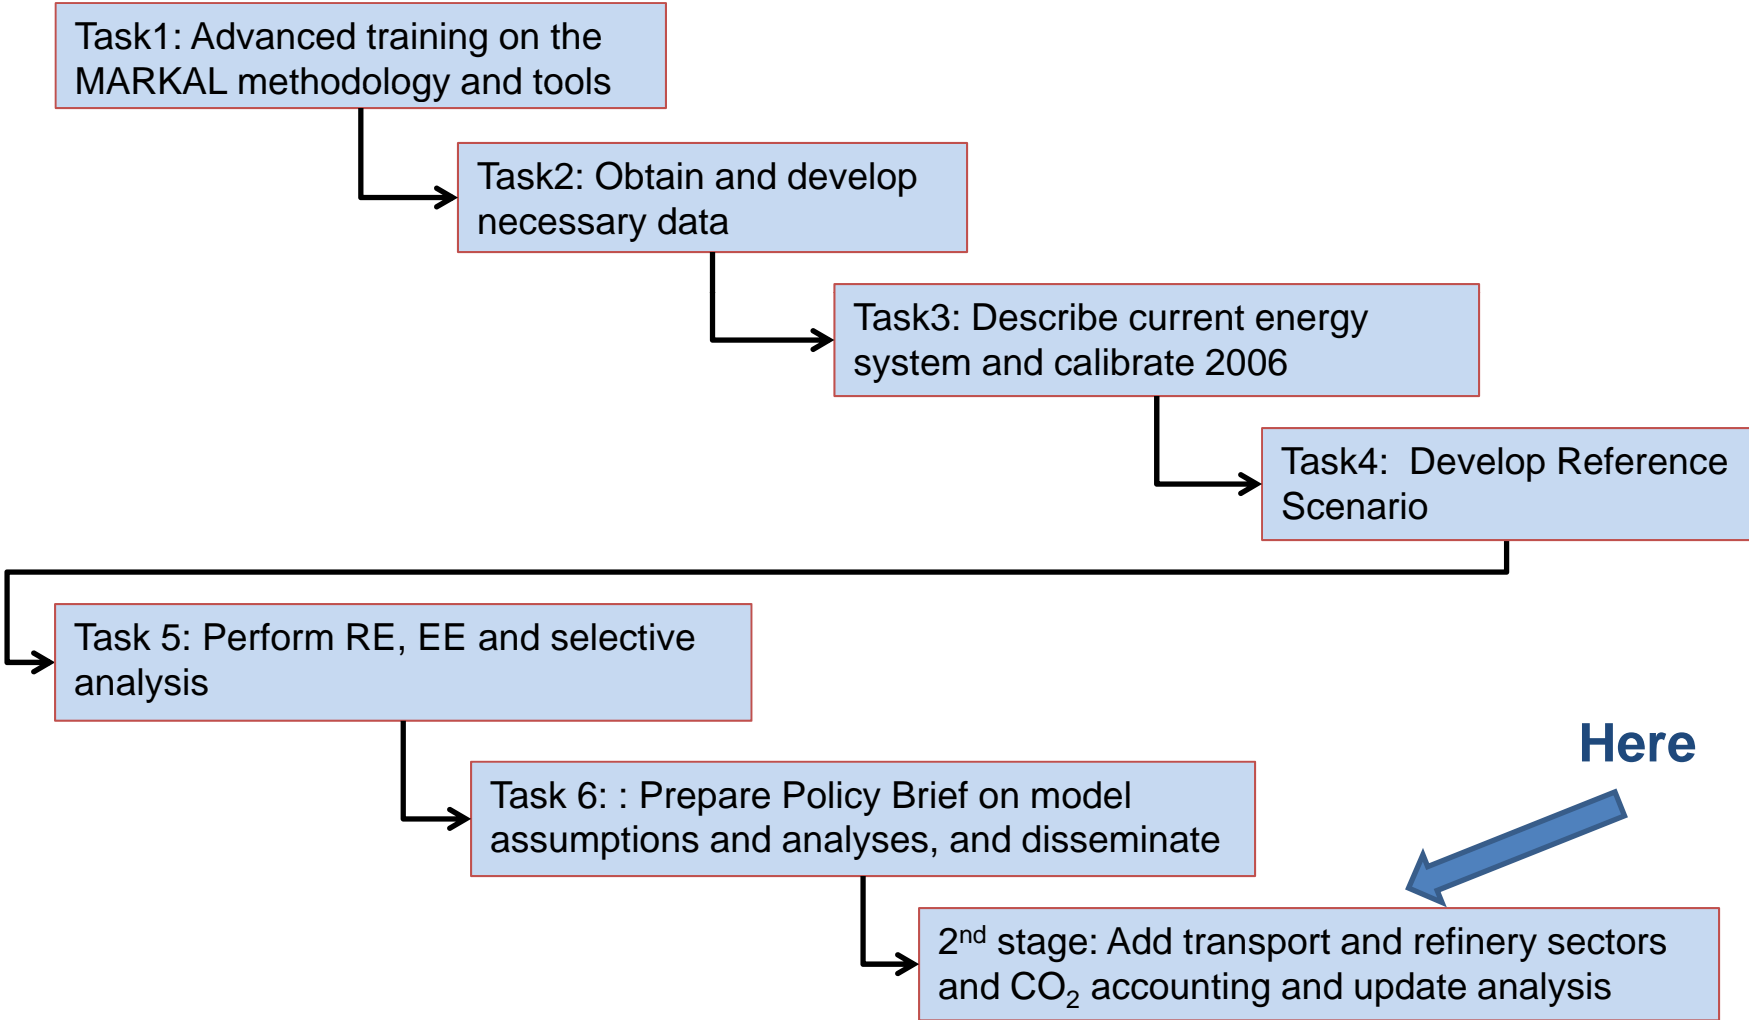 Task1: Advanced training on the
MARKAL methodology and tools
Task2: Obtain and develop
necessary data
Task3: Describe current energy
system and calibrate 2006
Task4:  Develop Reference
Scenario
Task 5: Perform RE, EE and selective
analysis
Here
Task 6: : Prepare Policy Brief on model
assumptions and analyses, and disseminate
2nd stage: Add transport and refinery sectors
and CO2 accounting and update analysis